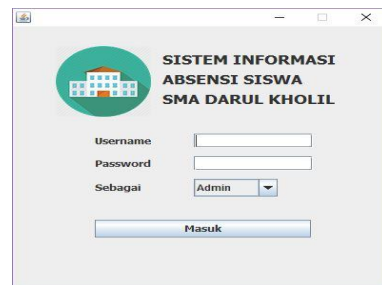 SISTEM INFORMASI
ABSENSI SISWA
SMA DARUL KHOLIL
Username
Password
Sebagai Admin
Masuk